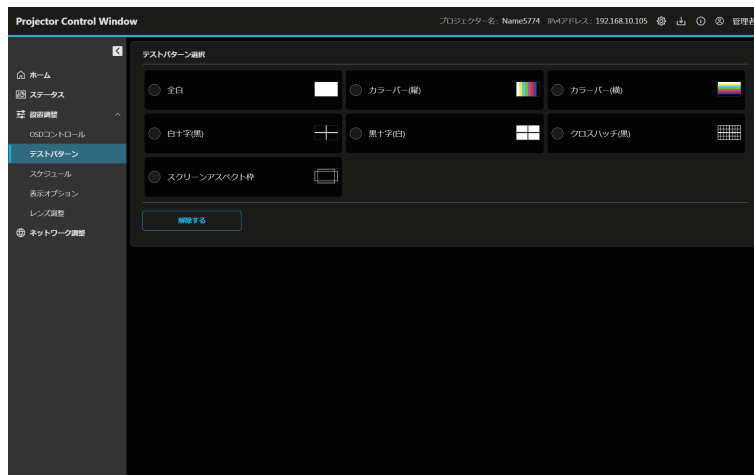 Projector Control Window
プロジェクター名: Name5774 IPv4アドレス: 192.168.10.105 管理者
ホーム
ステータス
設置調整
OSDコントロール
テストパターン
スケジュール
表示オプション
レンズ調整
ネットワーク調整
テストパターン選択
全白
カラーバー(縦)
カラーバー(横)
白十字(黒)
黒十字(白)
クロスハッチ(黒)
スクリーンアスペクト枠
解除する